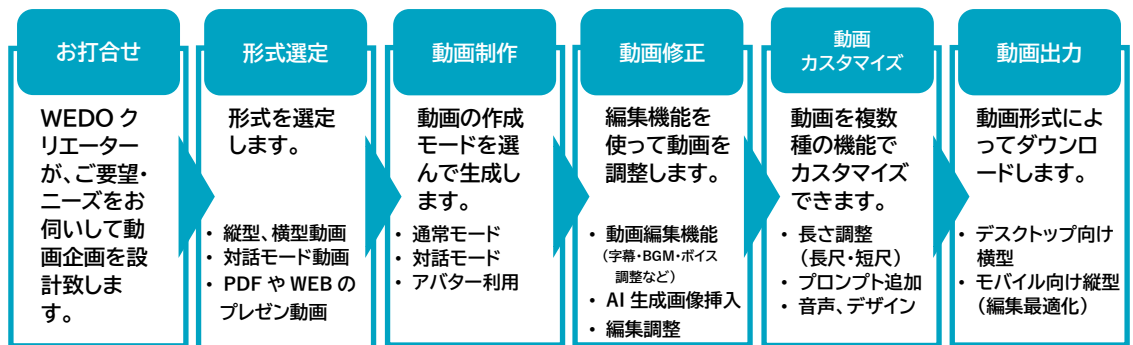 お打合せ
WEDO ク
リエーター
が、ご要望・
ニーズをお
伺いして動
画企画を設
計致しま
す。
形式選定
形式を選定
します。
・ 縦型、横型動画
・ 対話モード動画
・ PDF や WEB の
プレゼン動画
動画制作
動画の作成
モードを選
んで生成し
ます。
・ 通常モード
・ 対話モード
・ アバター利用
動画修正
編集機能を
使って動画を
調整します。
・ 動画編集機能
(字幕・BGM・ボイス
調整など)
・ AI 生成画像挿入
・ 編集調整
動画
カスタマイズ
動画を複数
種の機能で
カスタマイズ
できます。
・ 長さ調整
(長尺・短尺)
・ プロンプト追加
・ 音声、デザイン
動画出力
動画形式によ
ってダウンロ
ードします。
・ デスクトップ向け
横型
・ モバイル向け縦型
(編集最適化)